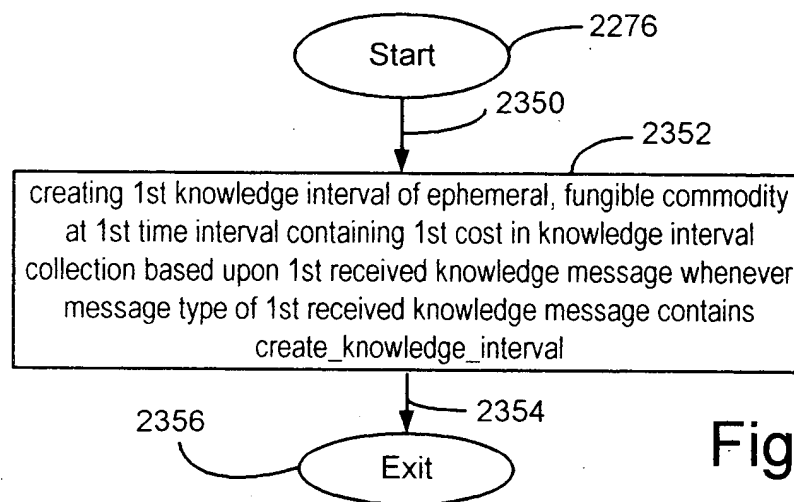 Start
2276
2350
2352
creating 1st knowledge interval of ephemeral, fungible commodity
at 1st time interval containing 1st cost in knowledge interval
collection based upon 1st received knowledge message whenever
message type of 1st received knowledge message contains
create_knowledge_interval
2354
2356
Exit
Fig